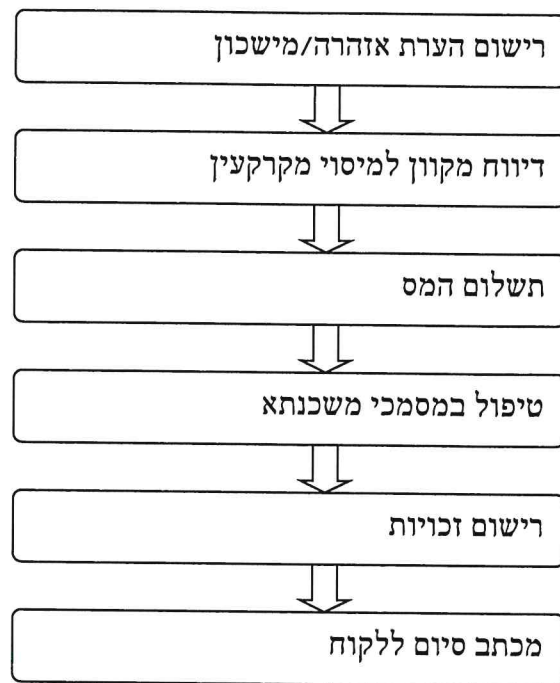 רישום הערת אזהרה/מישכון
דיווח מקוון למיסוי מקרקעין
תשלום המס
טיפול במסמכי משכנתא
רישום זכויות
מכתב סיום ללקוח